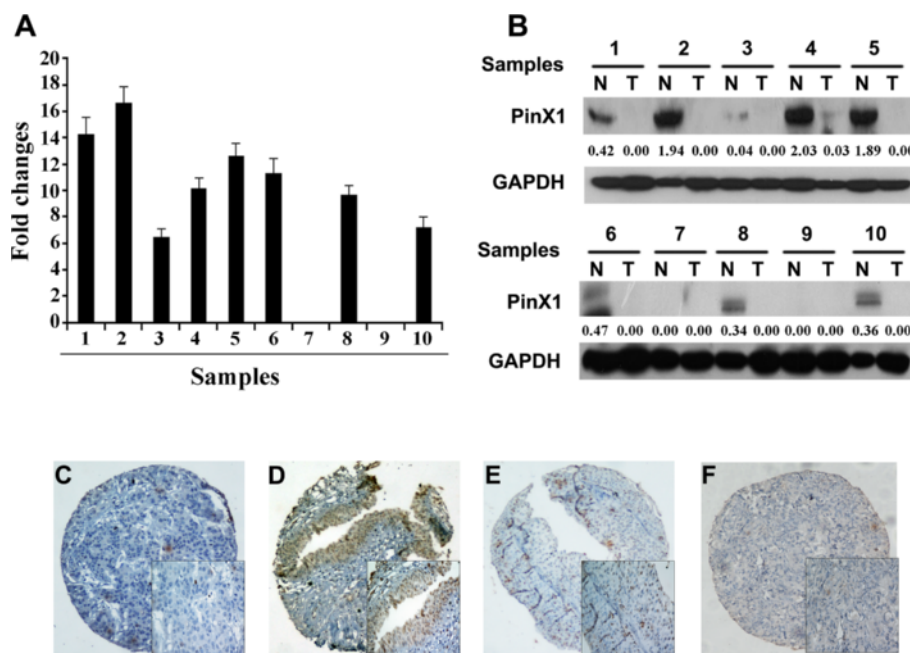 A
20
18
16
14
12
10
8
6
4
2
0
Fold changes
1 2 3 4 5 6 7 8 9 10
Samples
B
Samples 1 2 3 4 5
N T N T N T N T N T
PinX1
0.42 0.00 1.94 0.00 0.04 0.00 2.03 0.03 1.89 0.00
GAPDH
Samples 6 7 8 9 10
N T N T N T N T N T
PinX1
0.47 0.00 0.00 0.00 0.34 0.00 0.00 0.00 0.36 0.00
GAPDH
C D E F